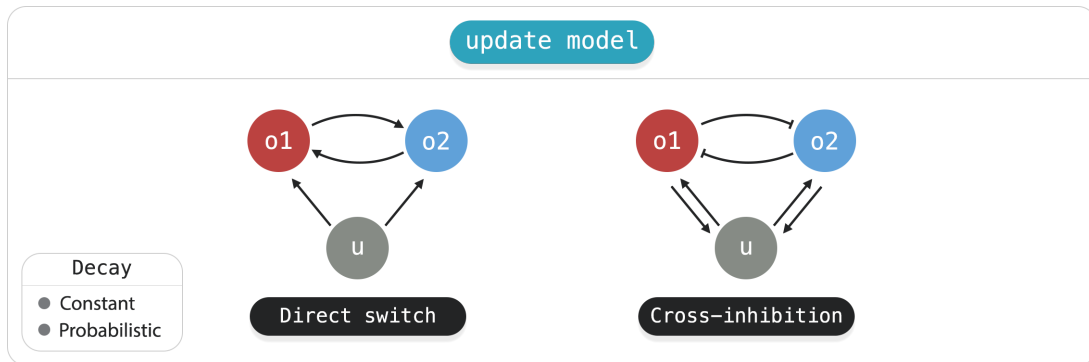 update model
o1
o2
u
Direct switch
o1
o2
u
Cross-inhibition
Decay
Constant
Probabilistic